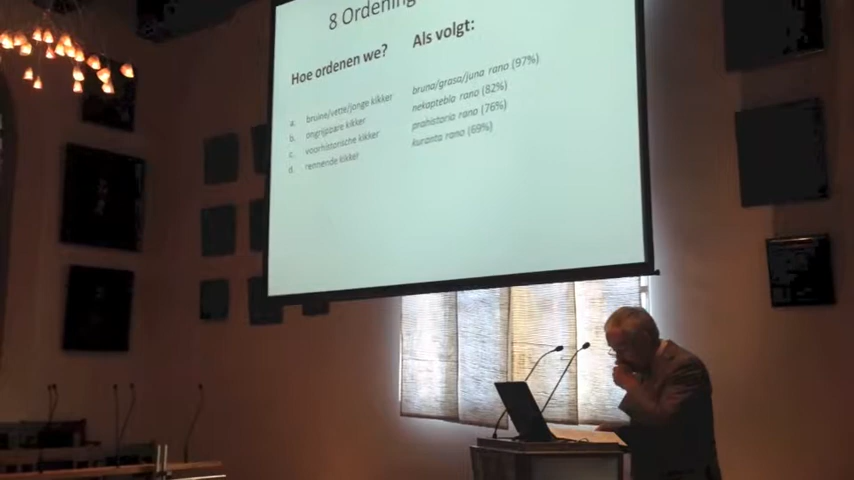 8 Ordening
Hoe ordenen we?
Als volgt:
a. bruine/vette/jonge kikker
bruna/grasa/juna rano (97%)
b. ongrijpbare kikker
nekaptebla rano (82%)
c. voorhistorische kikker
prahistoria rano (76%)
d. rennende kikker
kuranta rano (69%)